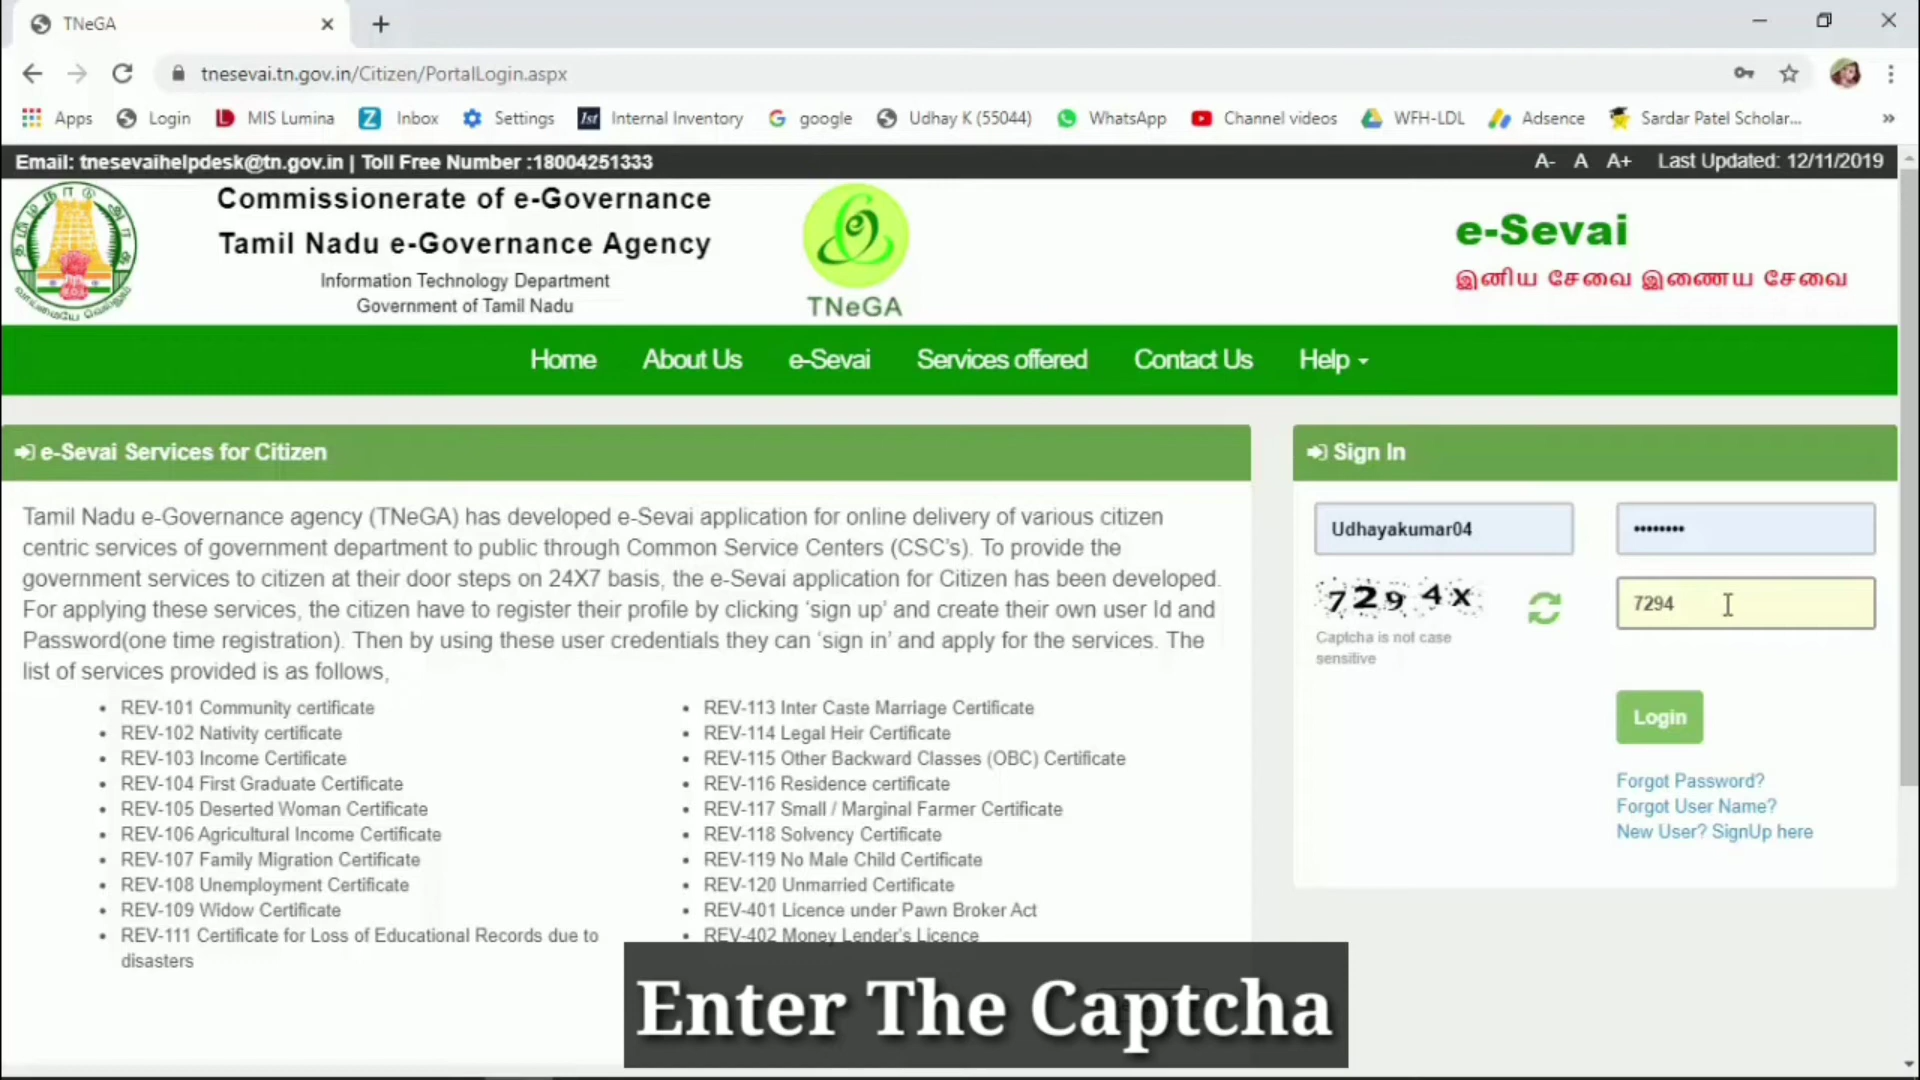 TNeGA
tnesevai.tn.gov.in/Citizen/PortalLogin.aspx
Apps Login MIS Lumina Inbox Settings Internal Inventory google Udhay K (55044) WhatsApp Channel videos WFH-LDL Adsence Sardar Patel Scholar...
Email: tnesevaihelpdesk@tn.gov.in | Toll Free Number :18004251333
A- A A+ Last Updated: 12/11/2019
Commissionerate of e-Governance
Tamil Nadu e-Governance Agency
Information Technology Department
Government of Tamil Nadu
TNeGA
e-Sevai
இனிய சேவை இணைய சேவை
Home About Us e-Sevai Services offered Contact Us Help
e-Sevai Services for Citizen
Tamil Nadu e-Governance agency (TNeGA) has developed e-Sevai application for online delivery of various citizen
centric services of government department to public through Common Service Centers (CSC's). To provide the
government services to citizen at their door steps on 24X7 basis, the e-Sevai application for Citizen has been developed.
For applying these services, the citizen have to register their profile by clicking 'sign up' and create their own user Id and
Password(one time registration). Then by using these user credentials they can 'sign in' and apply for the services. The
list of services provided is as follows,
REV-101 Community certificate
REV-102 Nativity certificate
REV-103 Income Certificate
REV-104 First Graduate Certificate
REV-105 Deserted Woman Certificate
REV-106 Agricultural Income Certificate
REV-107 Family Migration Certificate
REV-108 Unemployment Certificate
REV-109 Widow Certificate
REV-111 Certificate for Loss of Educational Records due to
disasters
REV-113 Inter Caste Marriage Certificate
REV-114 Legal Heir Certificate
REV-115 Other Backward Classes (OBC) Certificate
REV-116 Residence certificate
REV-117 Small / Marginal Farmer Certificate
REV-118 Solvency Certificate
REV-119 No Male Child Certificate
REV-120 Unmarried Certificate
REV-401 Licence under Pawn Broker Act
REV-402 Money Lender's Licence
Sign In
Udhayakumar04 ••••••••
7294x
7294
Captcha is not case
sensitive
Login
Forgot Password?
Forgot User Name?
New User? SignUp here
Enter The Captcha